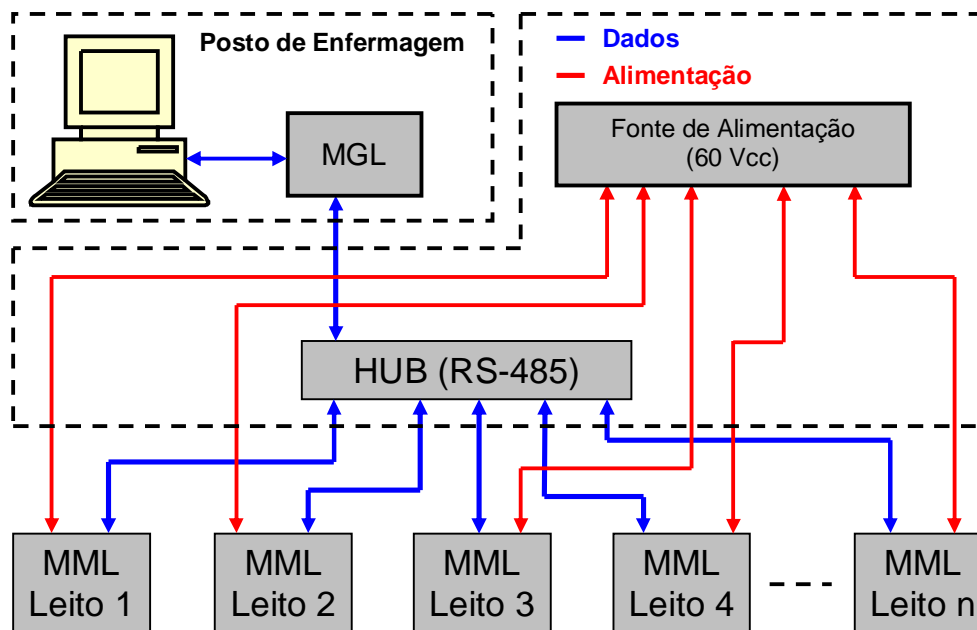 Posto de Enfermagem
Dados
Alimentação
MGL
Fonte de Alimentação
(60 Vcc)
HUB (RS-485)
MML
Leito 1
MML
Leito 2
MML
Leito 3
MML
Leito 4
MML
Leito n